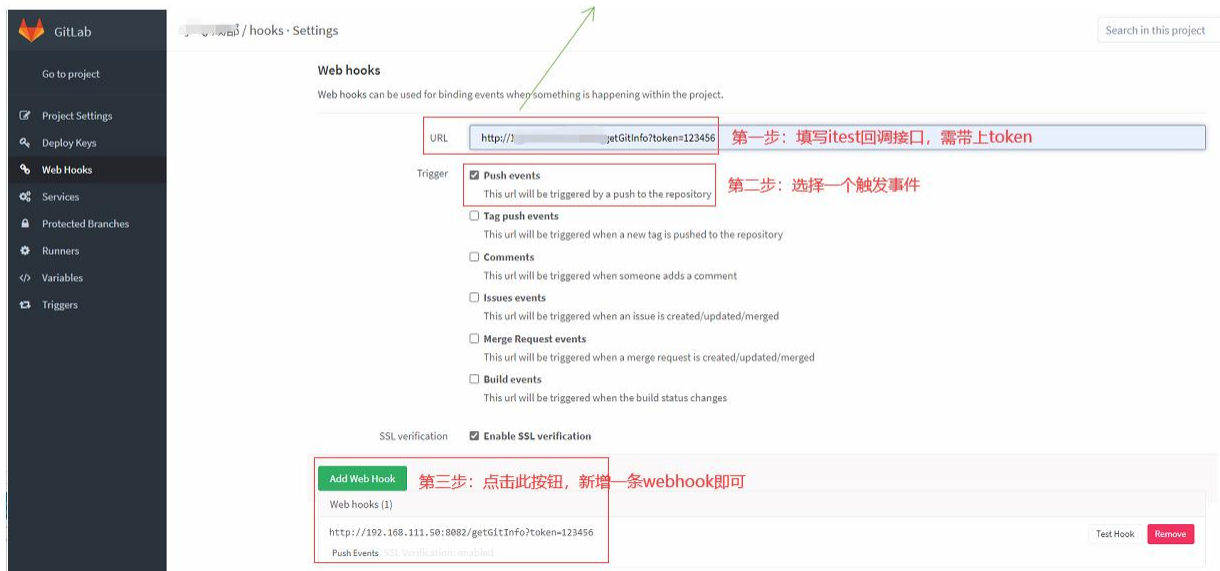 GitLab
/ hooks · Settings
Search in this project
Go to project
Project Settings
Deploy Keys
Web Hooks
Services
Protected Branches
Runners
Variables
Triggers
Web hooks
Web hooks can be used for binding events when something is happening within the project.
URL
http://1 getGitInfo?token=123456
第一步：填写itest回调接口，需带上token
Trigger
Push events
This url will be triggered by a push to the repository
第二步：选择一个触发事件
Tag push events
This url will be triggered when a new tag is pushed to the repository
Comments
This url will be triggered when someone adds a comment
Issues events
This url will be triggered when an issue is created/updated/merged
Merge Request events
This url will be triggered when a merge request is created/updated/merged
Build events
This url will be triggered when the build status changes
SSL verification
Enable SSL verification
Add Web Hook
第三步：点击此按钮，新增一条webhook即可
Web hooks (1)
http://192.168.111.50:8082/getGitInfo?token=123456
Test Hook
Remove
Push Events
SSL Verification: enabled